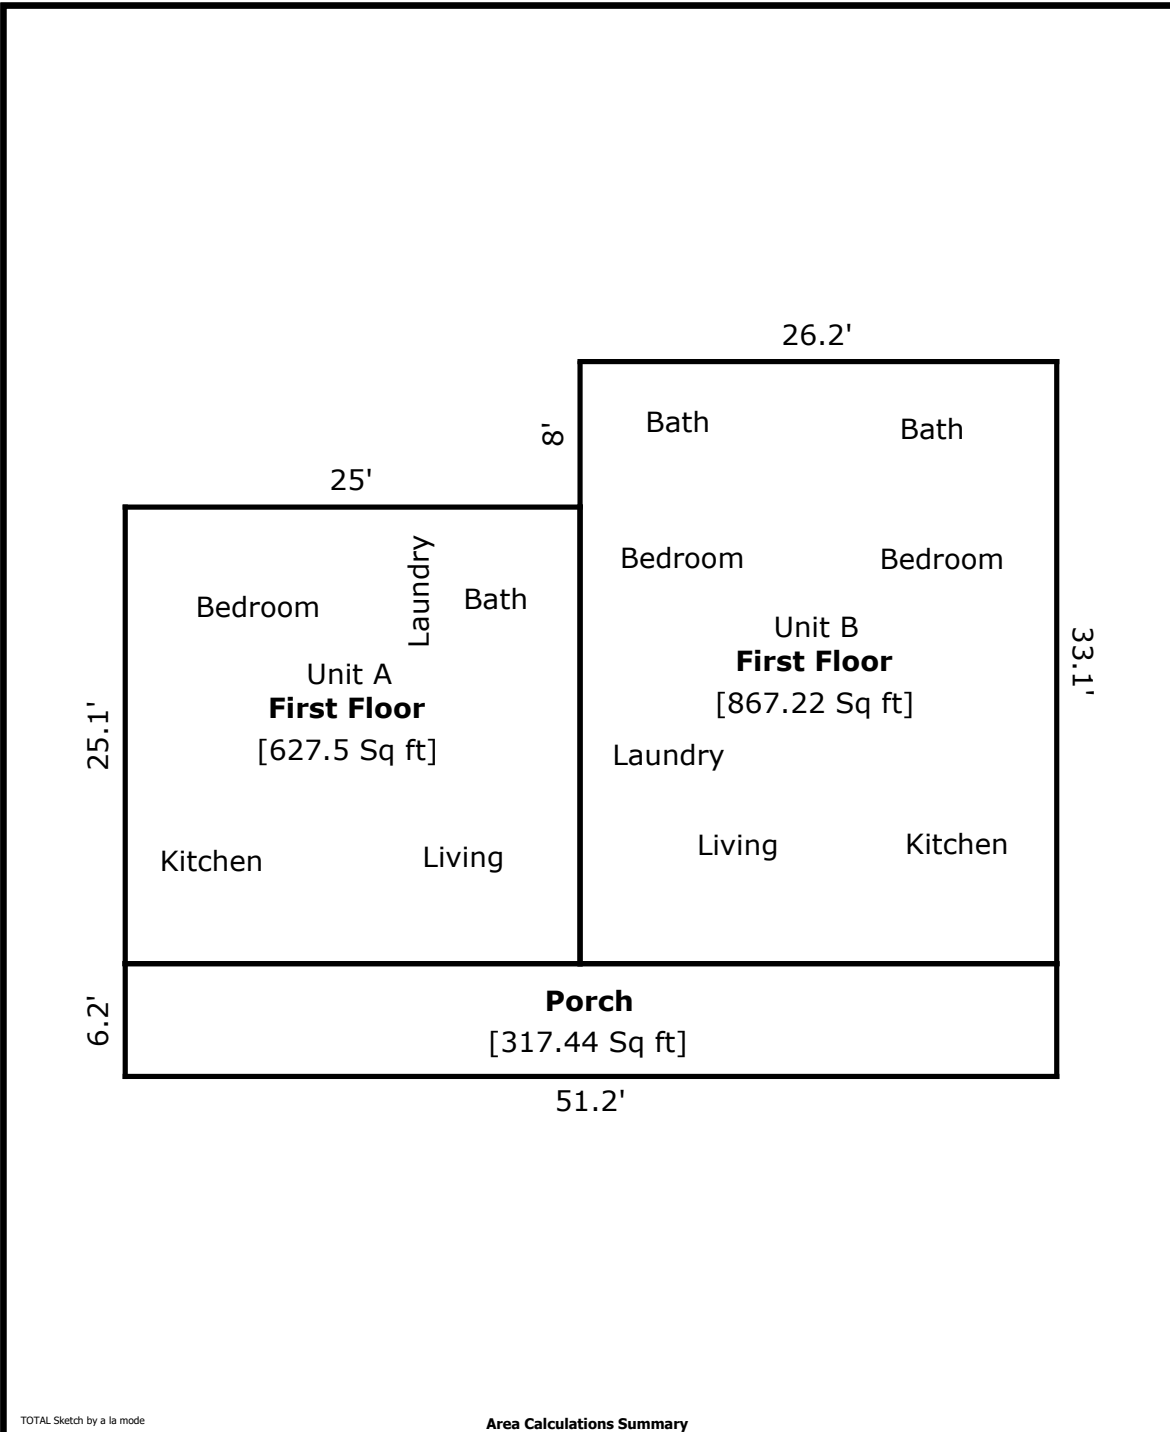 26.2'
8'
Bath
Bath
25'
Laundry
Bedroom
Bath
Bedroom
Bedroom
Unit A
First Floor
[627.5 Sq ft]
Unit B
First Floor
[867.22 Sq ft]
33.1'
25.1'
Laundry
Kitchen
Living
Living
Kitchen
6.2'
Porch
[317.44 Sq ft]
51.2'
TOTAL Sketch by a la mode
Area Calculations Summary